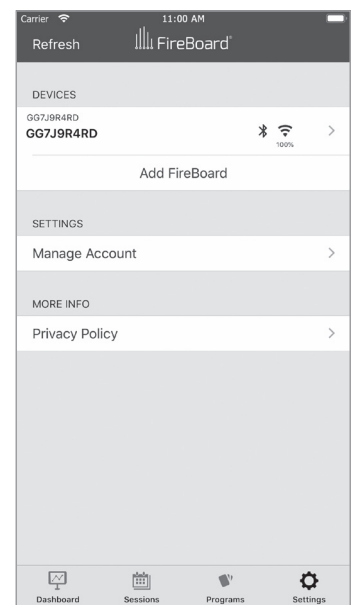 Carrier 11:00 AM
Refresh FireBoard
DEVICES
GG7J9R4RD
GG7J9R4RD
100%
Add FireBoard
SETTINGS
Manage Account
MORE INFO
Privacy Policy
Dashboard Sessions Programs Settings